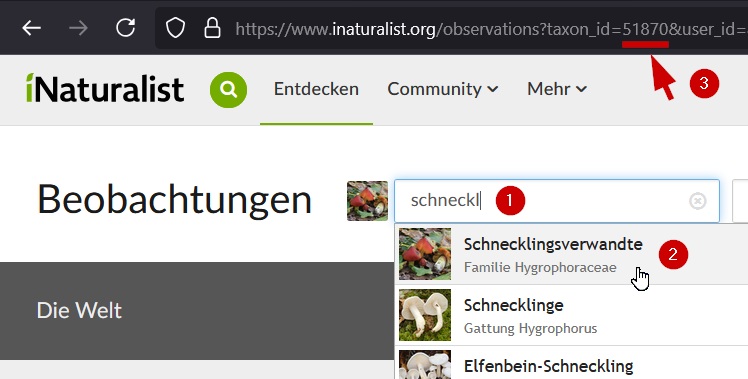 https://www.inaturalist.org/observations?taxon_id=51870&user_id=
3
iNaturalist
Entdecken
Community
Mehr
Beobachtungen
schneckl
1
Schnecklingsverwandte
Familie Hygrophoraceae
2
Die Welt
Schnecklinge
Gattung Hygrophorus
Elfenbein-Schneckling